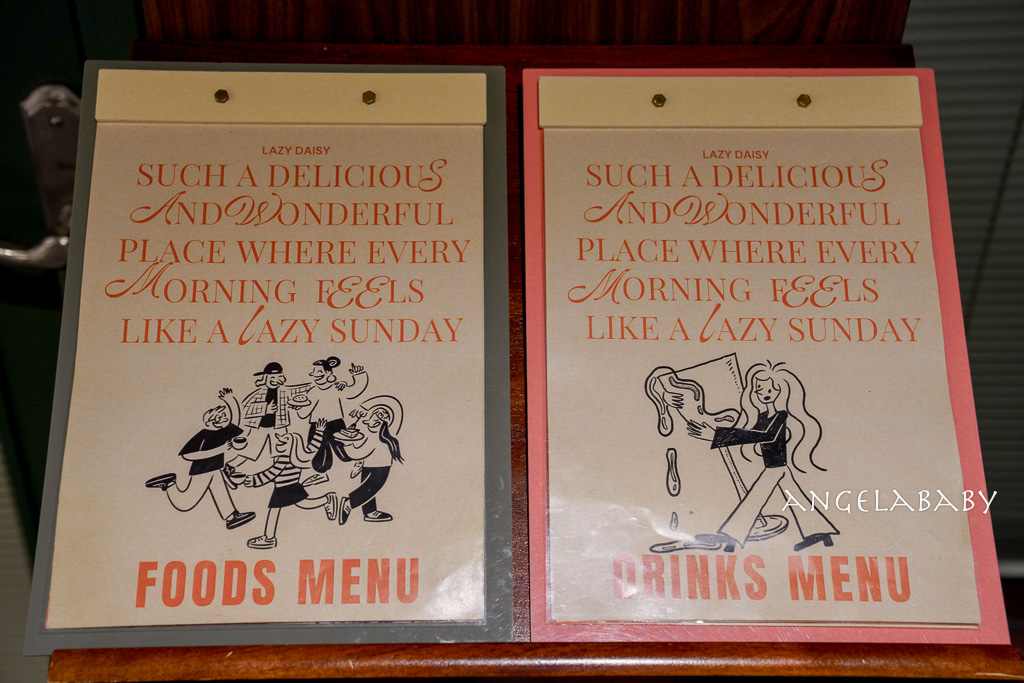 LAZY DAISY
SUCH A DELICIOUS
AND WONDERFUL
PLACE WHERE EVERY
MORNING FEELS
LIKE A LAZY SUNDAY
FOODS MENU
LAZY DAISY
SUCH A DELICIOUS
AND WONDERFUL
PLACE WHERE EVERY
MORNING FEELS
LIKE A LAZY SUNDAY
DRINKS MENU
ANGELABABY